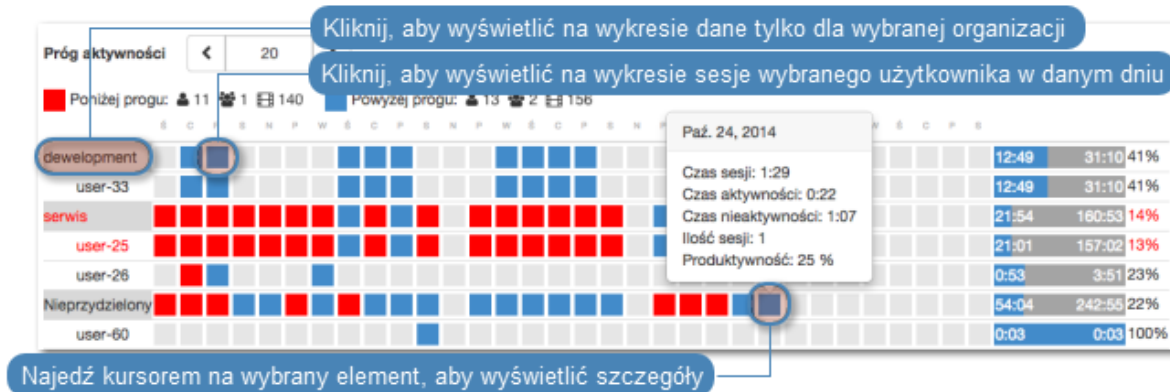 Kliknij, aby wyświetlić na wykresie dane tylko dla wybranej organizacji
Próg aktywności 20
Kliknij, aby wyświetlić na wykresie sesje wybranego użytkownika w danym dniu
Poniżej progu: 11 1 140 Powyżej progu: 13 2 156
Ś C P S N P W Ś C P S N P W Ś C P S N P
W Ś C P S
Paź. 24, 2014
dewelopment 12:49 31:10 41%
Czas sesji: 1:29
Czas aktywności: 0:22
user-33 12:49 31:10 41%
Czas nieaktywności: 1:07
serwis 21:54 160:53 14%
Ilość sesji: 1
user-25 21:01 157:02 13%
Produktywność: 25 %
user-26 0:53 3:51 23%
Nieprzydzielony 54:04 242:55 22%
user-60 0:03 0:03 100%
Najedź kursorem na wybrany element, aby wyświetlić szczegóły